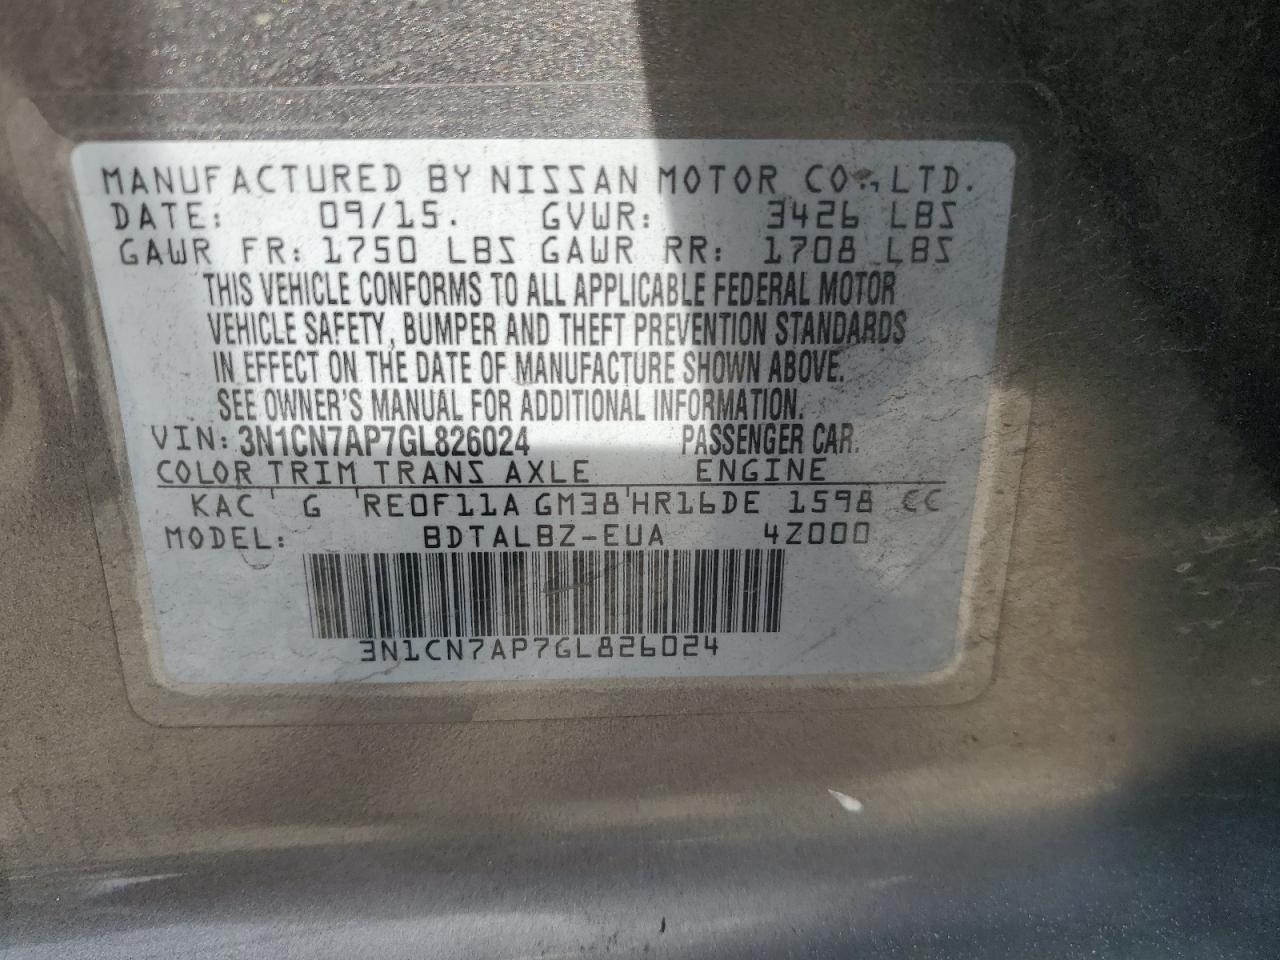 MANUFACTURED BY NISSAN MOTOR CO., LTD.
DATE: 09/15. GVWR: 3426 LBS
GAWR FR: 1750 LBS GAWR RR: 1708 LBS
THIS VEHICLE CONFORMS TO ALL APPLICABLE FEDERAL MOTOR
VEHICLE SAFETY, BUMPER AND THEFT PREVENTION STANDARDS
IN EFFECT ON THE DATE OF MANUFACTURE SHOWN ABOVE.
SEE OWNER'S MANUAL FOR ADDITIONAL INFORMATION.
VIN: 3N1CN7AP7GL826024 PASSENGER CAR.
COLOR TRIM TRANS AXLE ENGINE
KAC ' G ' RE0F11A GM38 ' HR16DE 1598 CC
MODEL: BDTALBZ-EUA 4Z000
3N1CN7AP7GL826024